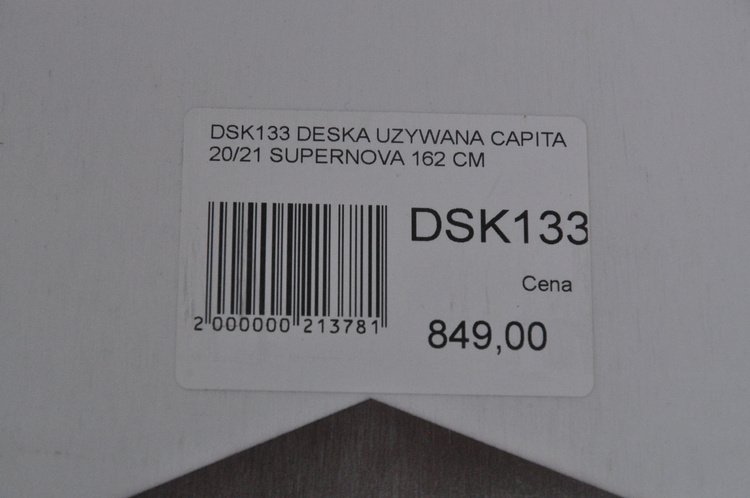 DSK133 DESKA UZYWANA CAPITA
20/21 SUPERNOVA 162 CM
DSK133
Cena
849,00
2 000000 213781